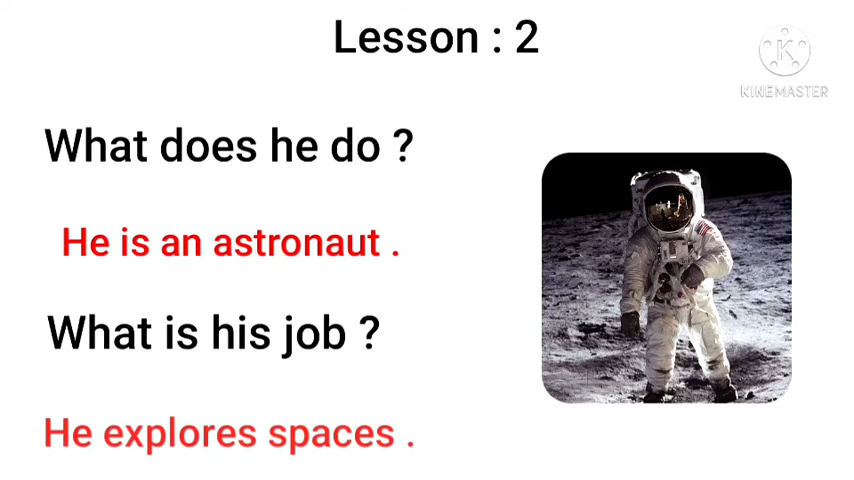 Lesson : 2
K
KINEMASTER
What does he do ?
He is an astronaut .
What is his job ?
He explores spaces .